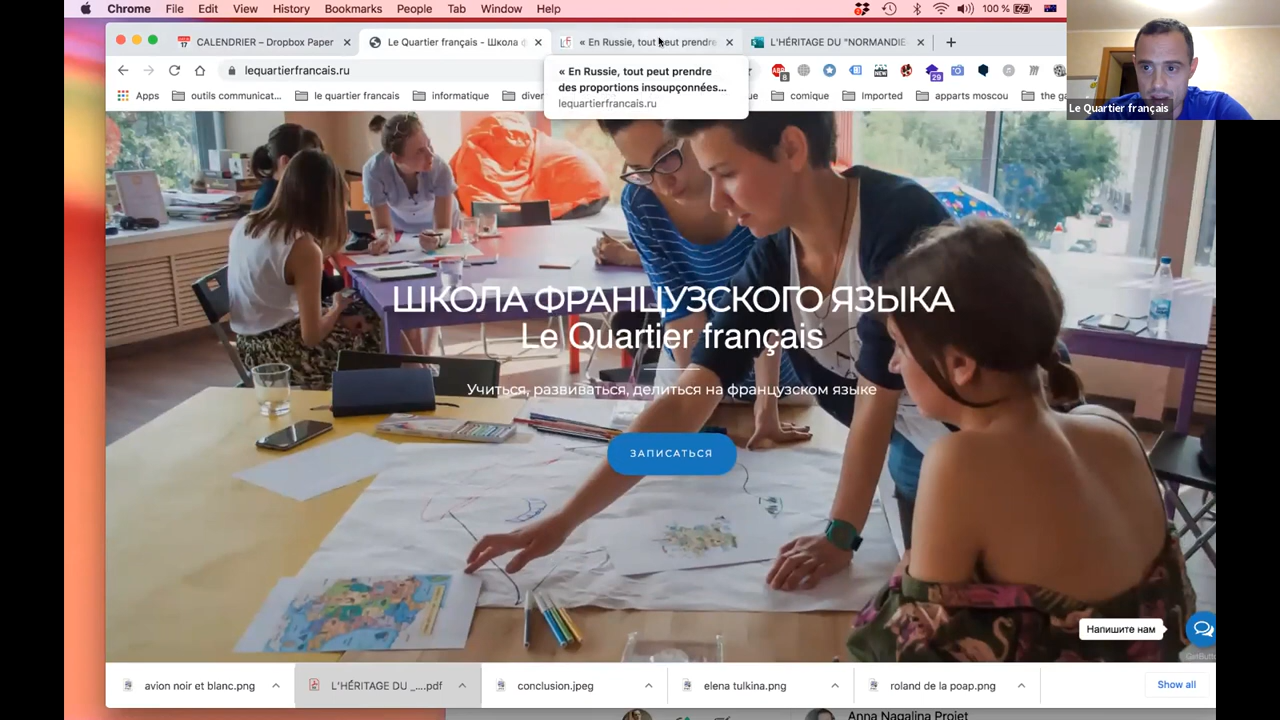 Chrome File Edit View History Bookmarks People Tab Window Help 100 %
CALENDRIER – Dropbox Paper
Le Quartier français - Школа ф
« En Russie, tout peut prendre
L'HÉRITAGE DU "NORMANDIE
lequartierfrancais.ru
« En Russie, tout peut prendre
des proportions insoupçonnées...
lequartierfrancais.ru
Apps outils communicat... le quartier francais informatique comique Imported apparts moscou
Le Quartier français
ШКОЛА ФРАНЦУЗСКОГО ЯЗЫКА
Le Quartier français
Учиться, развиваться, делиться на французском языке
ЗАПИСАТЬСЯ
Напишите нам
avion noir et blanc.png
L'HÉRITAGE DU _....pdf
conclusion.jpeg
elena tulkina.png
roland de la poap.png
Show all
Anna Nagalina Projet